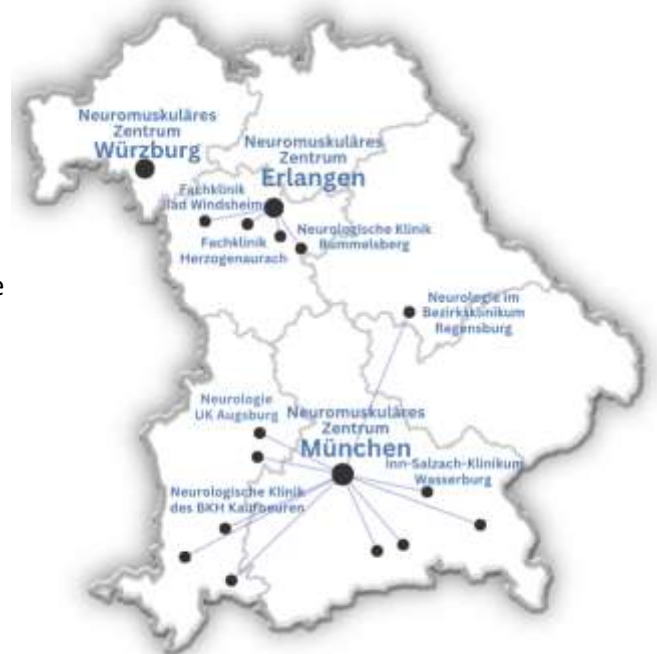 Neuromuskuläres
Zentrum
Würzburg
Neuromuskuläres
Zentrum
Erlangen
Fachklinik
Bad Windsheim
Fachklinik
Herzogenaurach
Neurologische Klinik
Rummelsberg
e
Neurologie im
Bezirksklinikum
Regensburg
Neurologie
UK Augsburg
Neuromuskuläres
Zentrum
München
Inn-Salzach-Klinikum
Wasserburg
Neurologische Klinik
des BKH Kaufbeuren